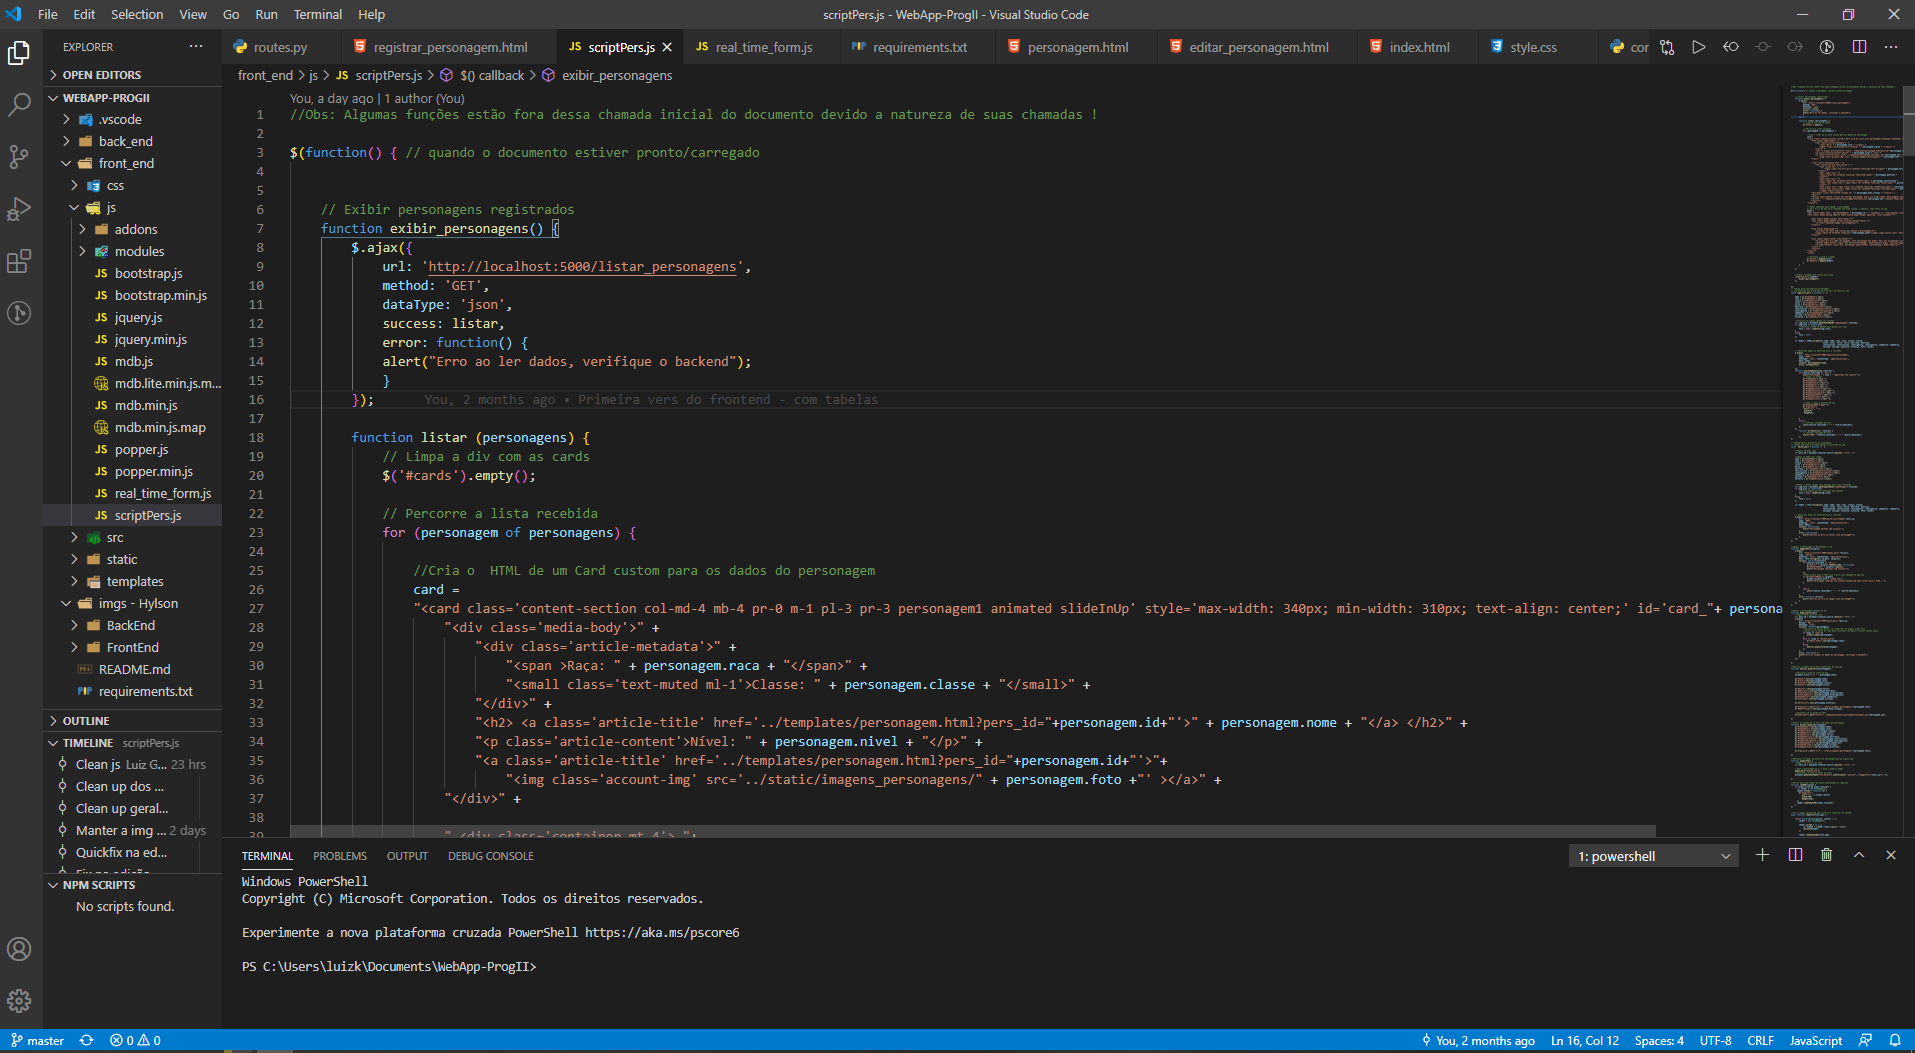 File Edit Selection View Go Run Terminal Help
scriptPers.js - WebApp-ProgII - Visual Studio Code
EXPLORER
OPEN EDITORS
WEBAPP-PROGII
.vscode
back_end
front_end
css
js
addons
modules
bootstrap.js
bootstrap.min.js
jquery.js
jquery.min.js
mdb.js
mdb.lite.min.js.m...
mdb.min.js
mdb.min.js.map
popper.js
popper.min.js
real_time_form.js
scriptPers.js
src
static
templates
imgs - Hylson
BackEnd
FrontEnd
README.md
requirements.txt
OUTLINE
TIMELINE scriptPers.js
Clean js Luiz G... 23 hrs
Clean up dos ...
Clean up geral...
Manter a img ... 2 days
Quickfix na ed...
Fix na edição
NPM SCRIPTS
No scripts found.
routes.py registrar_personagem.html scriptPers.js real_time_form.js requirements.txt personagem.html editar_personagem.html index.html style.css cor
front_end > js > JS scriptPers.js > $() callback > exibir_personagens
You, a day ago | 1 author (You)
1 //Obs: Algumas funções estão fora dessa chamada inicial do documento devido a natureza de suas chamadas !
2
3 $(function() { // quando o documento estiver pronto/carregado
4
5
6 // Exibir personagens registrados
7 function exibir_personagens() {
8 $.ajax({
9 url: 'http://localhost:5000/listar_personagens',
10 method: 'GET',
11 dataType: 'json',
12 success: listar,
13 error: function() {
14 alert("Erro ao ler dados, verifique o backend");
15 }
16 }); You, 2 months ago • Primeira vers do frontend - com tabelas
17
18 function listar (personagens) {
19 // Limpa a div com as cards
20 $('#cards').empty();
21
22 // Percorre a lista recebida
23 for (personagem of personagens) {
24
25 //Cria o  HTML de um Card custom para os dados do personagem
26 card =
27 "<card class='content-section col-md-4 mb-4 pr-0 m-1 pl-3 pr-3 personagem1 animated slideInUp' style='max-width: 340px; min-width: 310px; text-align: center;' id='card_"+ persona
28 "<div class='media-body'>" +
29 "<div class='article-metadata'>" +
30 "<span >Raça: " + personagem.raca + "</span>" +
31 "<small class='text-muted ml-1'>Classe: " + personagem.classe + "</small>" +
32 "</div>" +
33 "<h2> <a class='article-title' href='../templates/personagem.html?pers_id="+personagem.id+"'>" + personagem.nome + "</a> </h2>" +
34 "<p class='article-content'>Nível: " + personagem.nivel + "</p>" +
35 "<a class='article-title' href='../templates/personagem.html?pers_id="+personagem.id+"'>"+
36 "<img class='account-img' src='../static/imagens_personagens/" + personagem.foto +"' ></a>" +
37 "</div>" +
38
39 " <div class='container mt-4'> ";
TERMINAL PROBLEMS OUTPUT DEBUG CONSOLE
1: powershell
Windows PowerShell
Copyright (C) Microsoft Corporation. Todos os direitos reservados.
Experimente a nova plataforma cruzada PowerShell https://aka.ms/pscore6
PS C:\Users\luizk\Documents\WebApp-ProgII>
master 0 0
You, 2 months ago Ln 16, Col 12 Spaces: 4 UTF-8 CRLF JavaScript